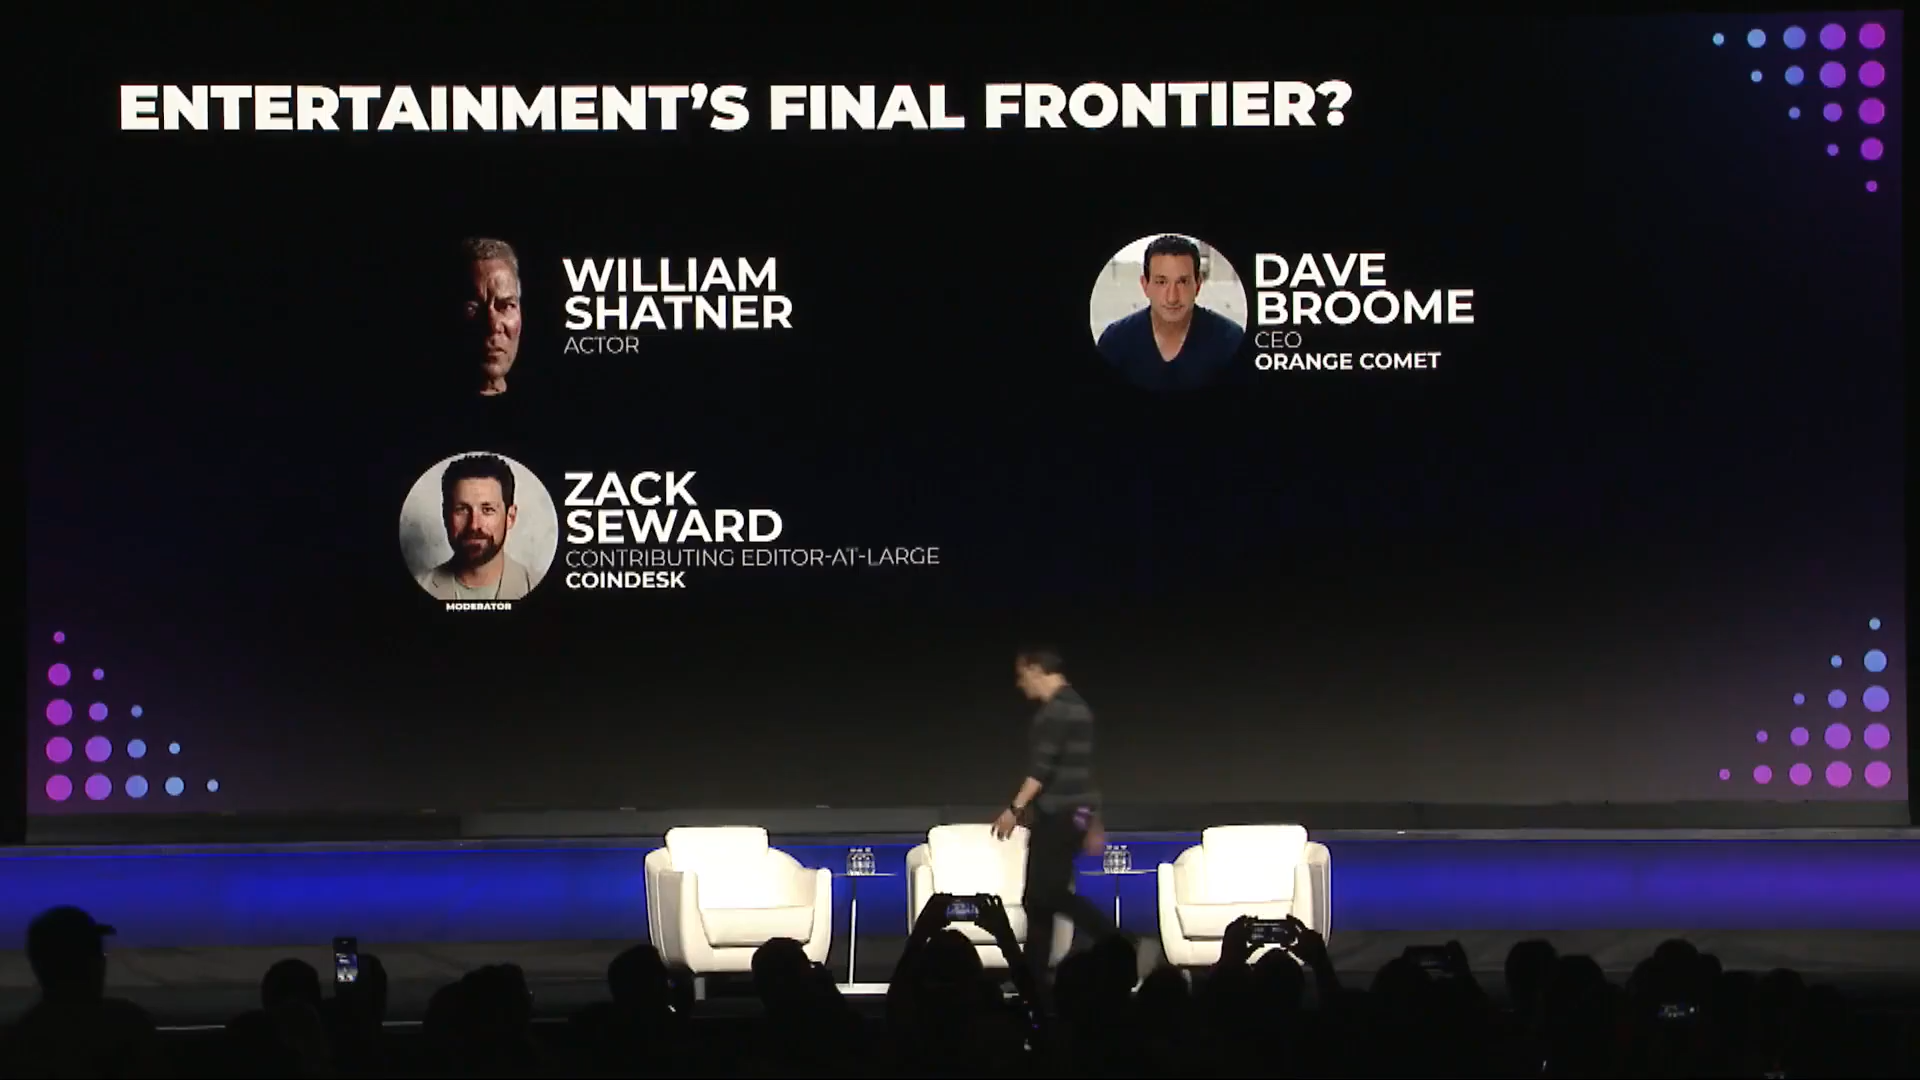 ENTERTAINMENT'S FINAL FRONTIER?
WILLIAM
SHATNER
ACTOR
DAVE
BROOME
CEO
ORANGE COMET
ZACK
SEWARD
CONTRIBUTING EDITOR-AT-LARGE
COINDESK
MODERATOR